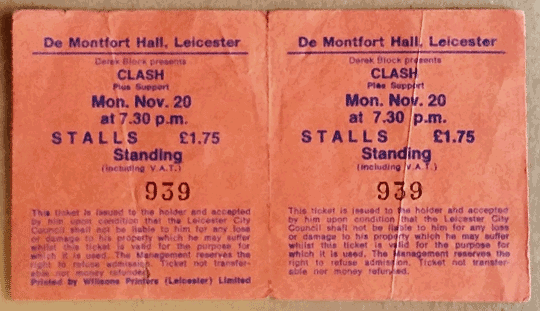 De Montfort Hall, Leicester
Derek Block presents
CLASH
Plus Support
Mon. Nov. 20
at 7.30 p.m.
STALLS £1.75
Standing
(including V.A.T.)
939
This ticket is issued to the holder and accepted
by him upon condition that the Leicester City
Council shall not be liable to him for any loss
or damage to his property which he may suffer
whilst this ticket is valid for the purpose for
which it is used. The Management reserves the
right to refuse admission. Ticket not transfer-
able nor money refunded.
Printed by Willsons Printers (Leicester) Limited
De Montfort Hall, Leicester
Derek Block presents
CLASH
Plus Support
Mon. Nov. 20
at 7.30 p.m.
STALLS £1.75
Standing
(including V.A.T.)
939
This ticket is issued to the holder and accepted
by him upon condition that the Leicester City
Council shall not be liable to him for any loss
or damage to his property which he may suffer
whilst this ticket is valid for the purpose for
which it is used. The Management reserves the
right to refuse admission. Ticket not transfer-
able nor money refunded.